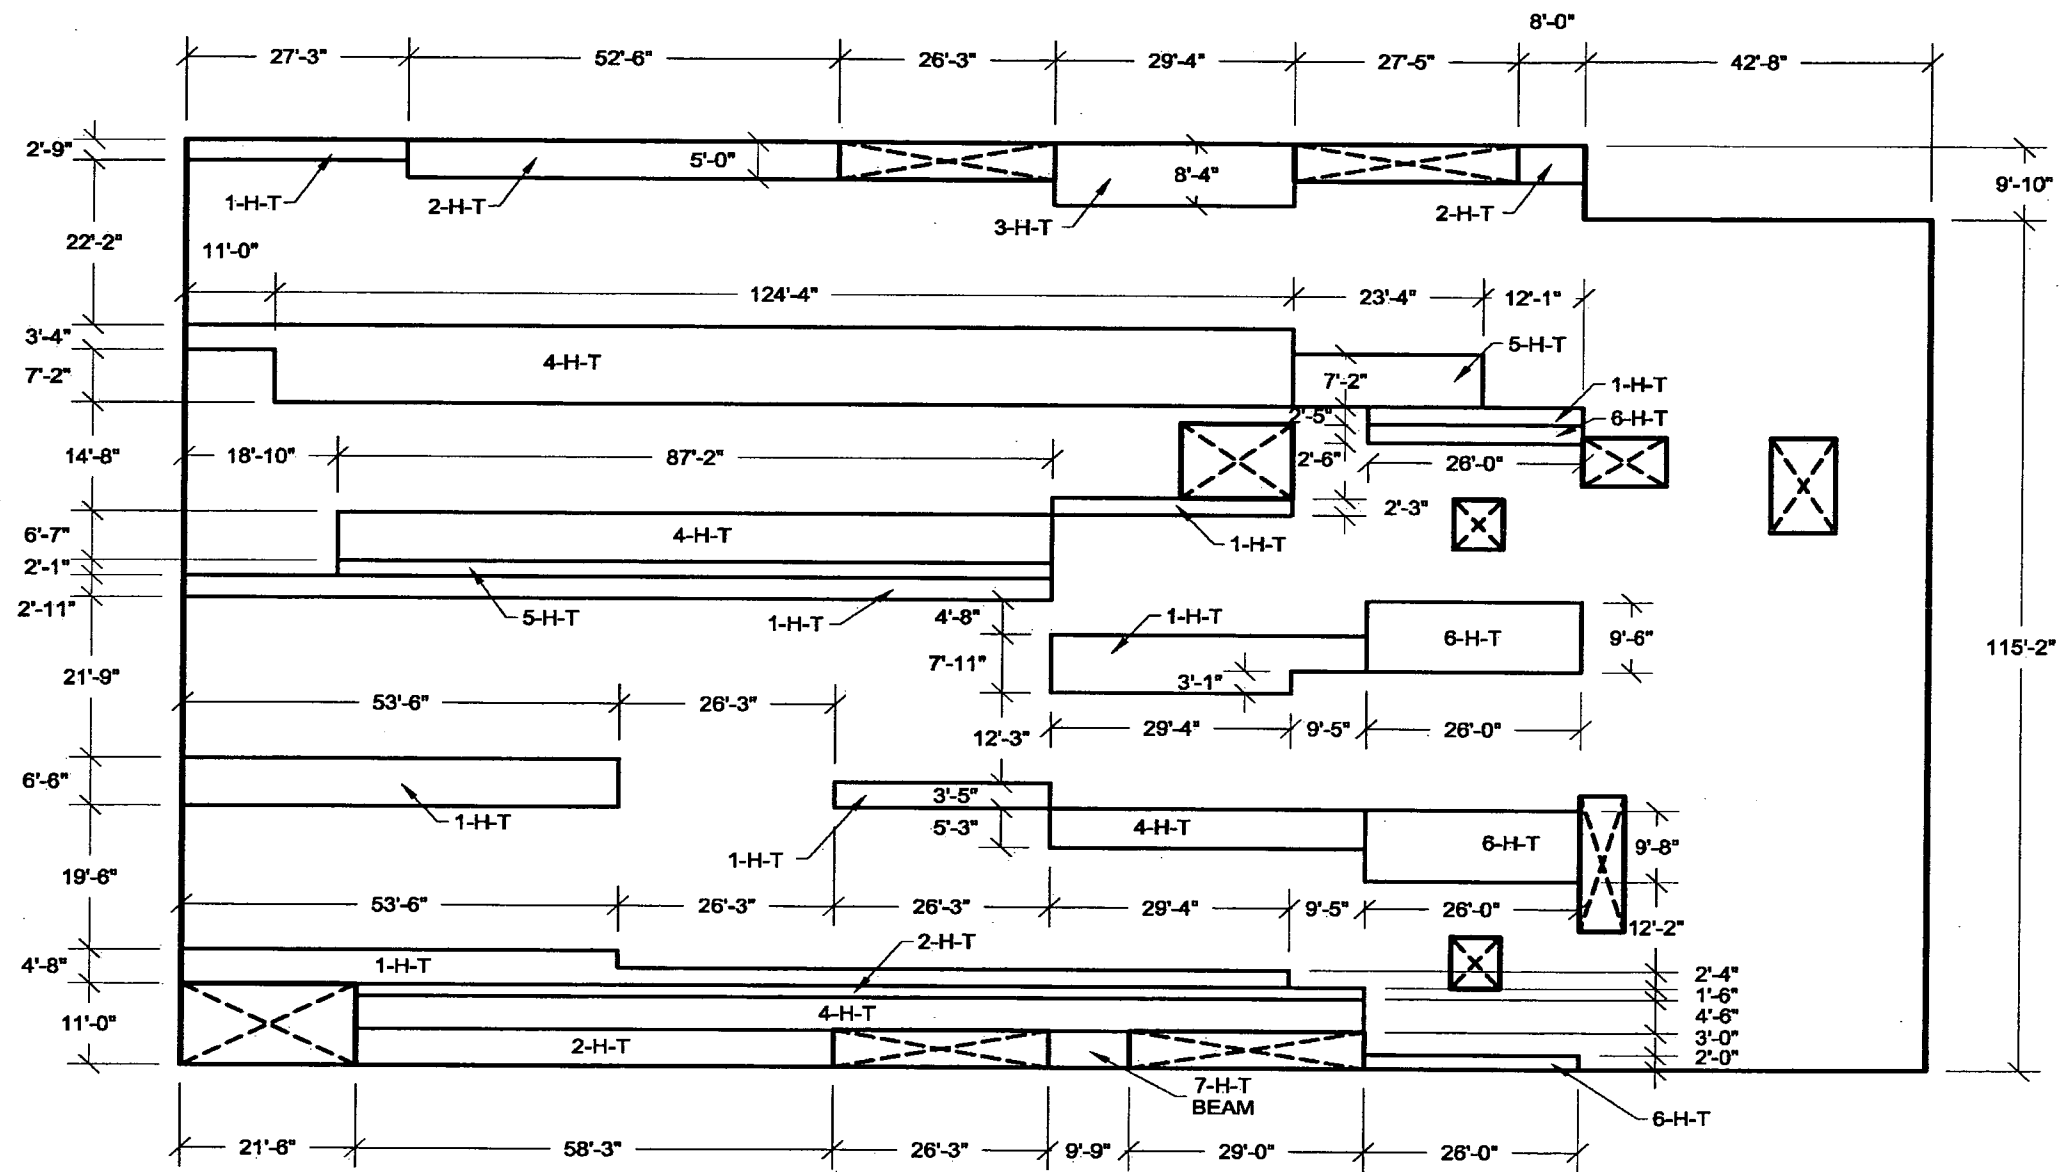 8'-0"
27'-3" 52'-6" 26'-3" 29'-4" 27'-5" 42'-8"
2'-9"
5'-0"
8'-4"
9'-10"
1-H-T 2-H-T 3-H-T 2-H-T
22'-2"
11'-0"
124'-4" 23'-4" 12'-1"
3'-4"
4-H-T
5-H-T
7'-2"
7'-2"
1-H-T
2'-5"
6-H-T
14'-8" 18'-10" 87'-2"
2'-6" 26'-0"
2'-3"
6'-7"
4-H-T
1-H-T
2'-1"
2'-11"
5-H-T
1-H-T
4'-8"
1-H-T
7'-11"
6-H-T
9'-6"
115'-2"
21'-9"
3'-1"
53'-6" 26'-3"
12'-3"
29'-4" 9'-5" 26'-0"
6'-6"
1-H-T
3'-5"
5'-3"
4-H-T
6-H-T
9'-8"
1-H-T
19'-6"
53'-6" 26'-3" 26'-3" 29'-4" 9'-5" 26'-0"
12'-2"
2-H-T
4'-8"
1-H-T
2'-4"
1'-6"
4-H-T
4'-6"
11'-0"
2-H-T
3'-0"
2'-0"
7-H-T
BEAM
6-H-T
21'-6" 58'-3" 26'-3" 9'-9" 29'-0" 26'-0"